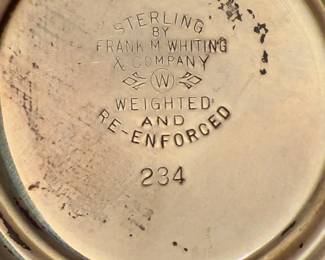 STERLING
BY
FRANK M. WHITING
& COMPANY
W
WEIGHTED
AND
RE-ENFORCED
234